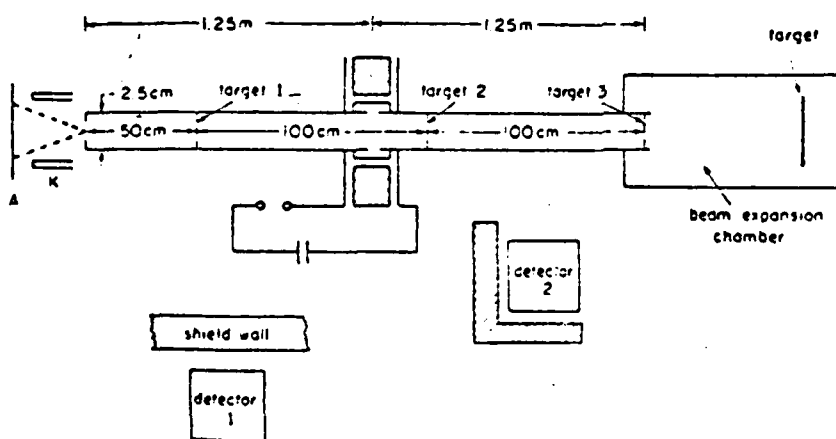 1.25m
1.25m
target
2.5cm
target 1
target 2
target 3
50cm
100cm
100cm
K
A
beam expansion
chamber
detector
2
shield wall
detector
1